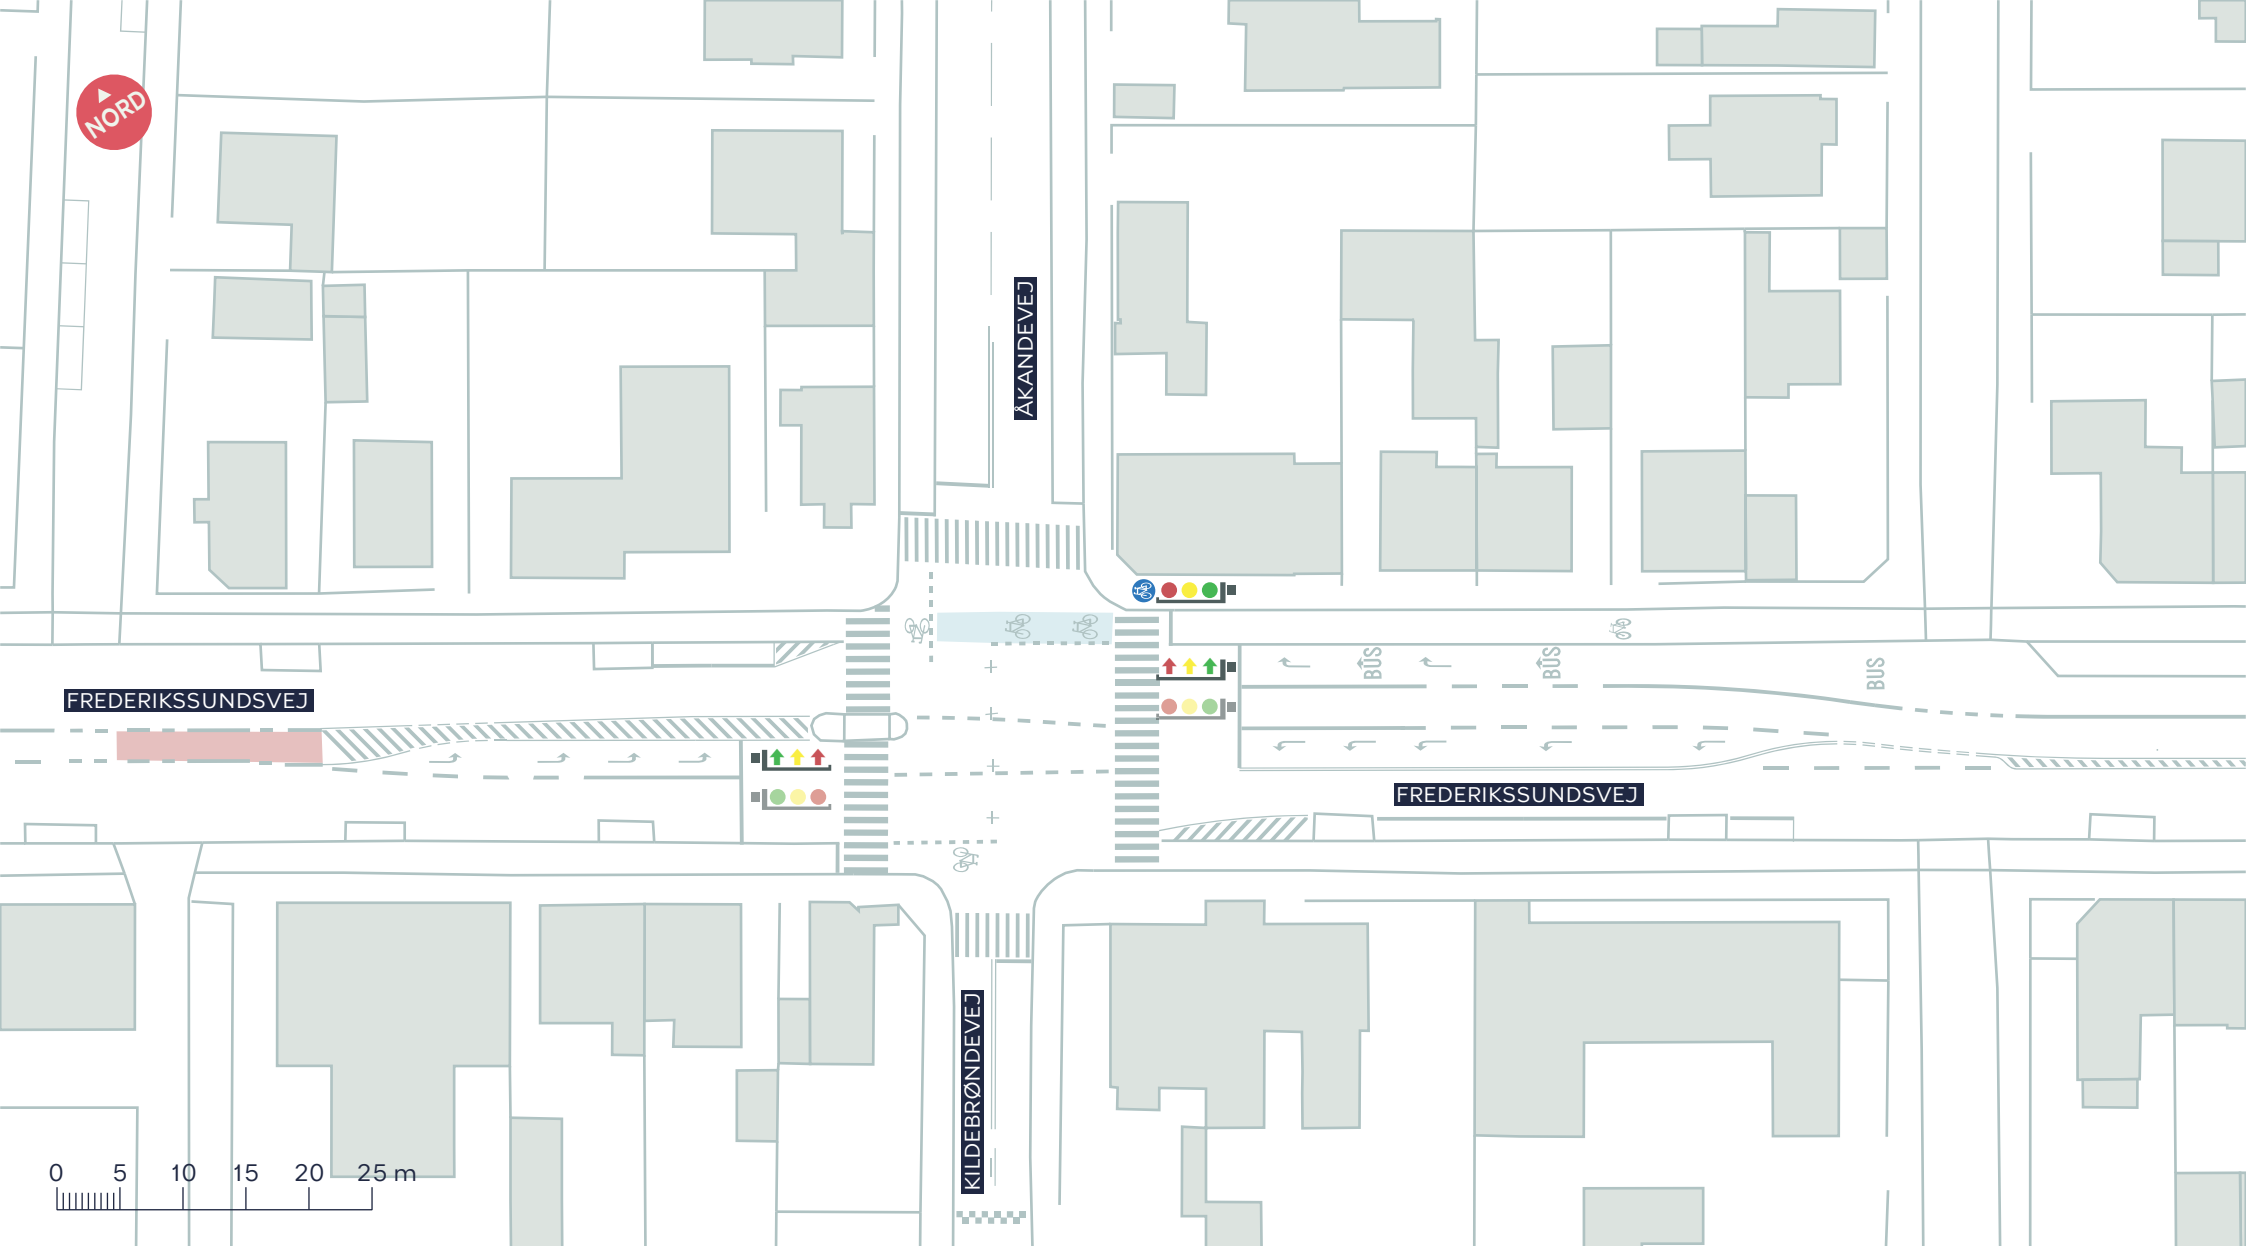 NORD
ÅKANDEVEJ
BUS
BUS
BUS
FREDERIKSSUNDSVEJ
FREDERIKSSUNDSVEJ
KILDEBRØNDEVEJ
0 5 10 15 20 25 m